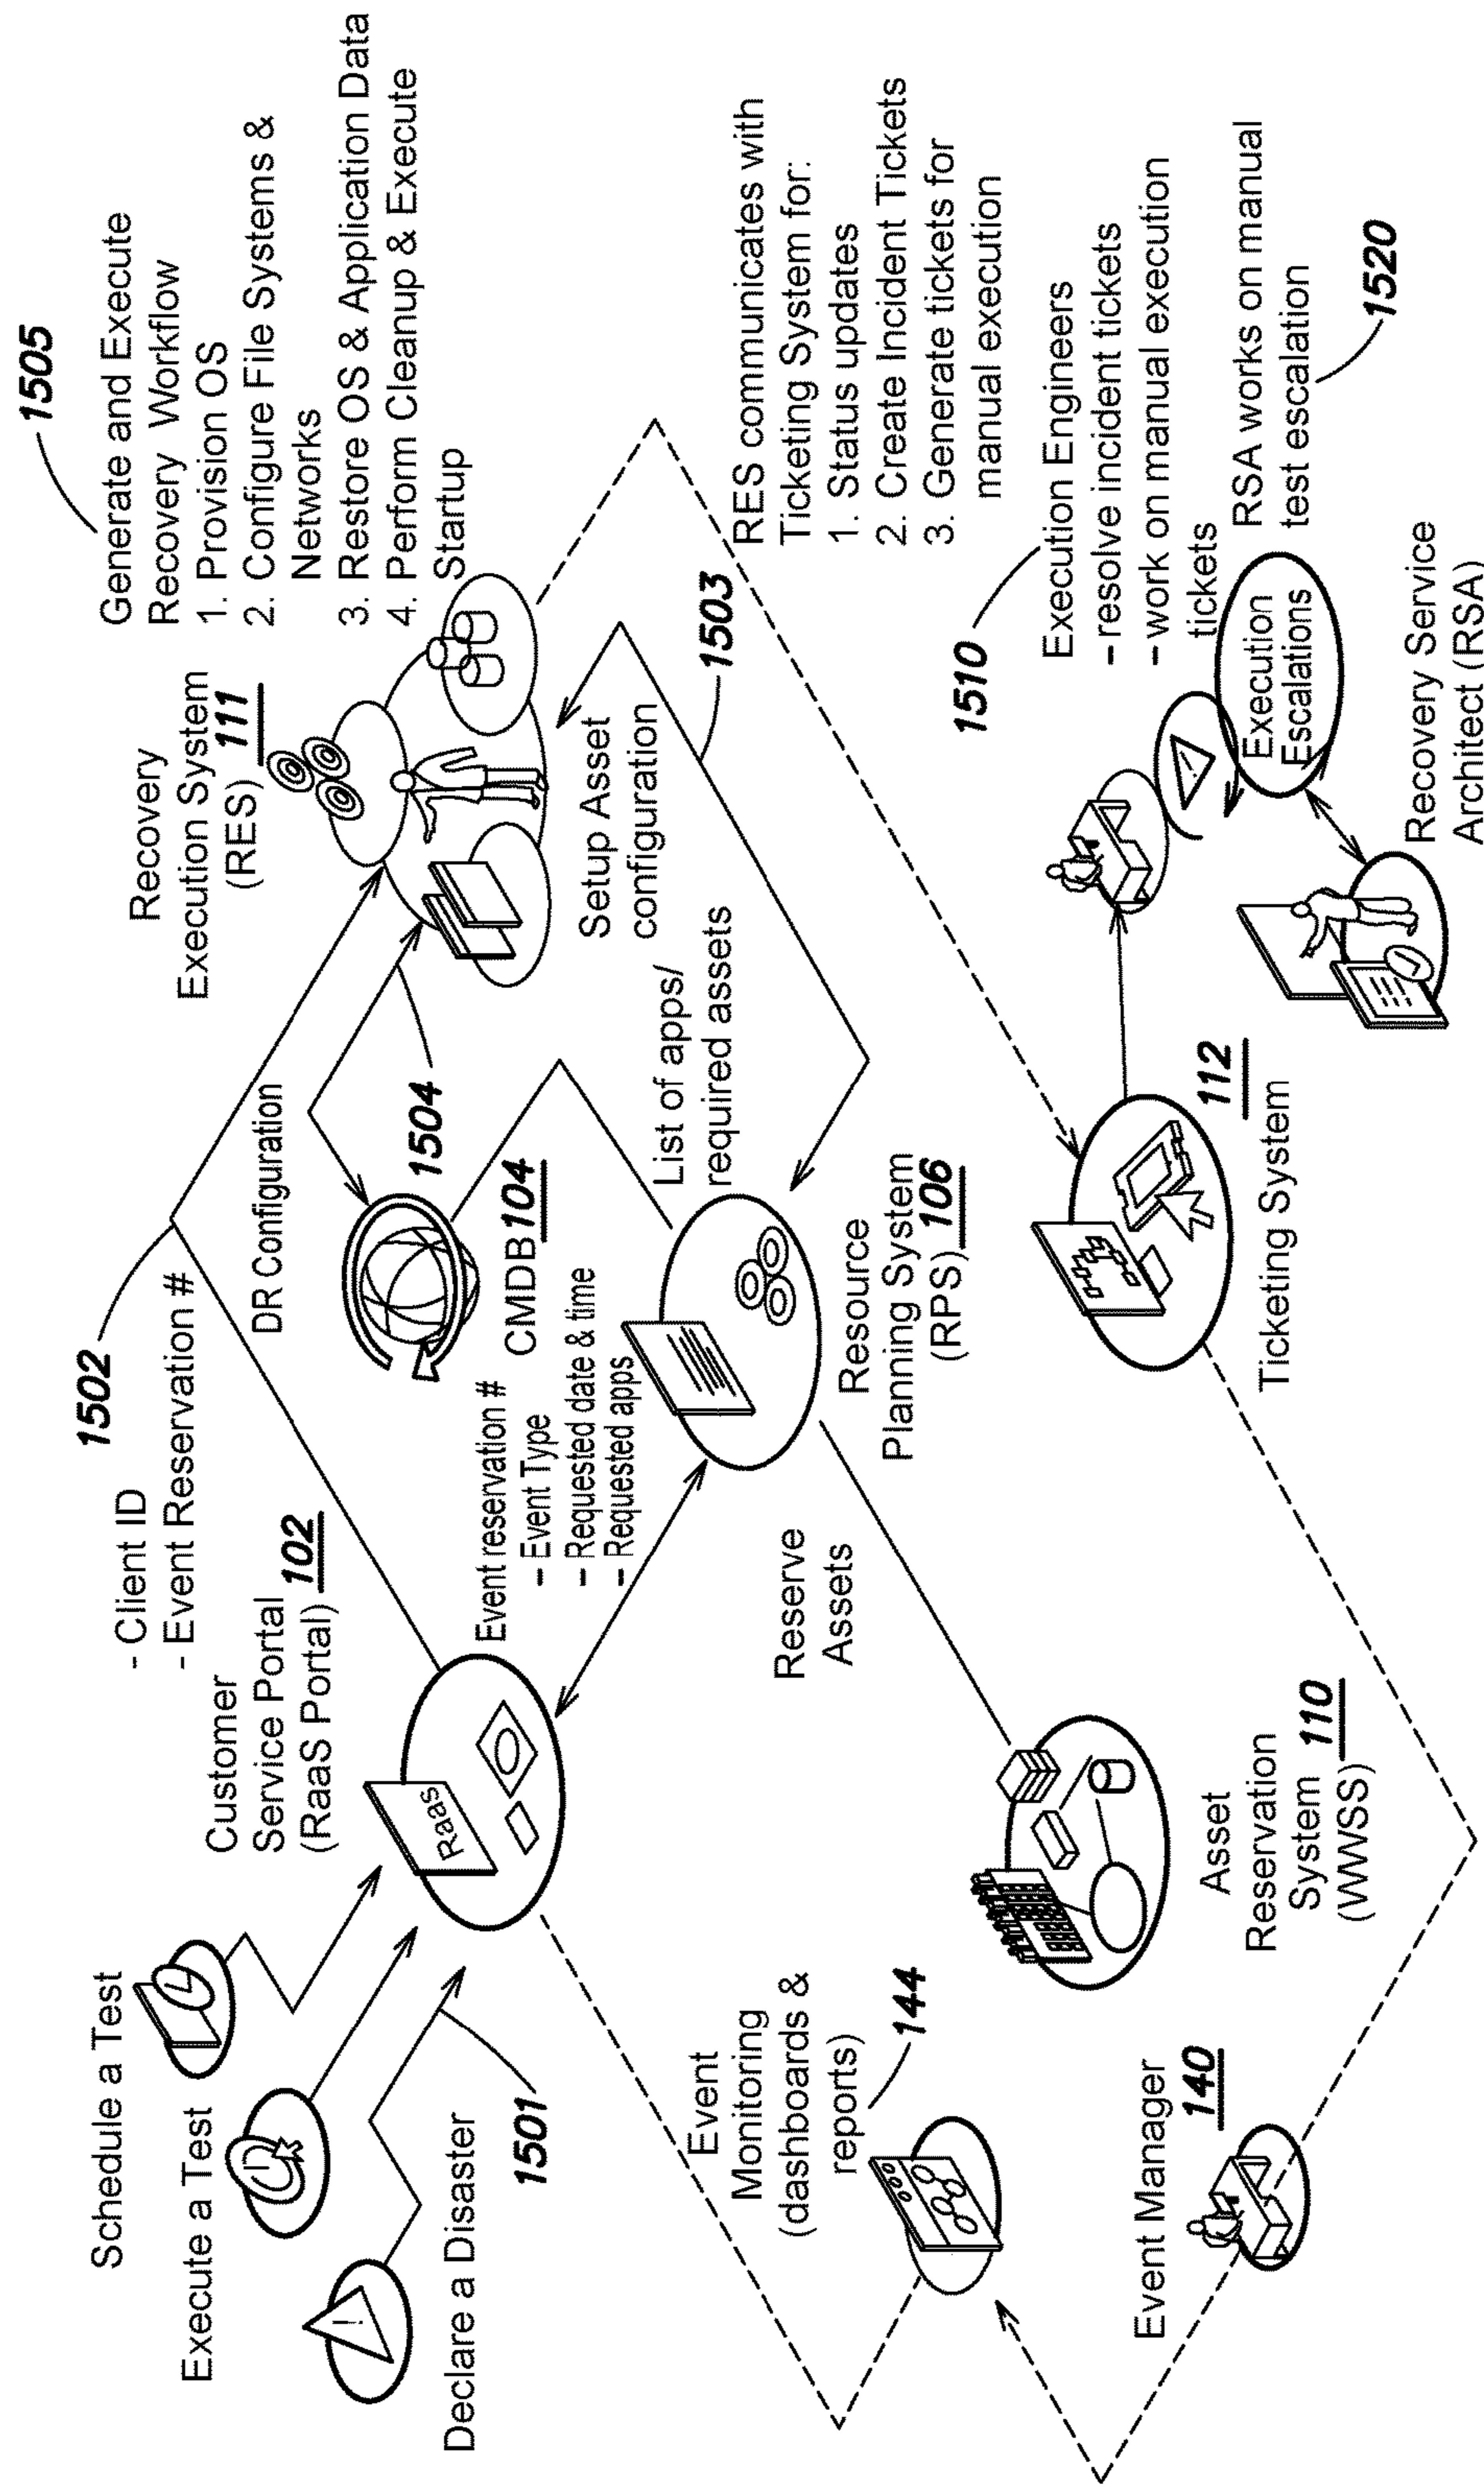 Schedule a Test
Execute a Test
Declare a Disaster
1501
Customer
Service Portal
(RaaS Portal) 102
Raas
- Client ID
- Event Reservation #
1502
DR Configuration
Recovery
Execution System
(RES) 111
1505
Generate and Execute
Recovery Workflow
1. Provision OS
2. Configure File Systems &
Networks
3. Restore OS & Application Data
4. Perform Cleanup & Execute
Startup
1504
CMDB 104
Event reservation #
- Event Type
- Requested date & time
- Requested apps
Setup Asset
configuration
1503
List of apps/
required assets
Resource
Planning System
(RPS) 106
Reserve
Assets
RES communicates with
Ticketing System for:
1. Status updates
2. Create Incident Tickets
3. Generate tickets for
manual execution
Event
Monitoring
(dashboards &
reports)
144
Asset
Reservation
System 110
(WWSS)
Event Manager
140
112
Ticketing System
1510
Execution Engineers
- resolve incident tickets
- work on manual execution
tickets
Execution
Escalations
RSA works on manual
test escalation
1520
Recovery Service
Architect (RSA)